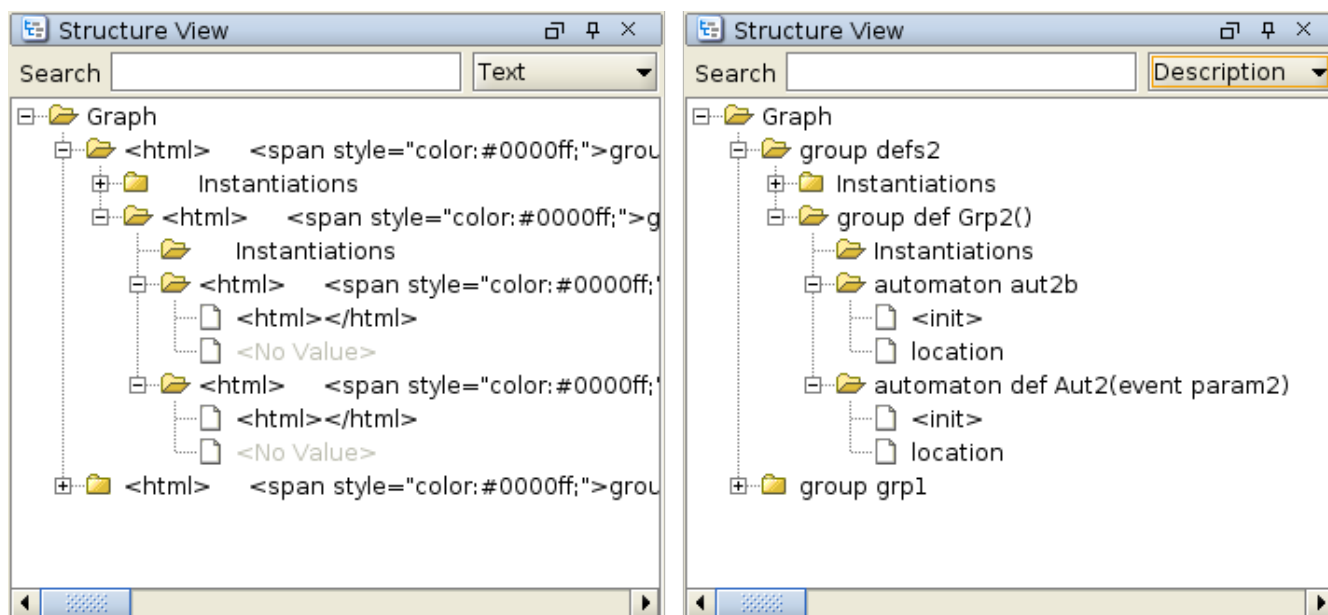 Structure View
Search
Text
Graph
<html> <span style="color:#0000ff;">grou
Instantiations
<html> <span style="color:#0000ff;">g
Instantiations
<html> <span style="color:#0000ff;"
<html></html>
<No Value>
<html> <span style="color:#0000ff;"
<html></html>
<No Value>
<html> <span style="color:#0000ff;">grou
Structure View
Search
Description
Graph
group defs2
Instantiations
group def Grp2()
Instantiations
automaton aut2b
<init>
location
automaton def Aut2(event param2)
<init>
location
group grp1